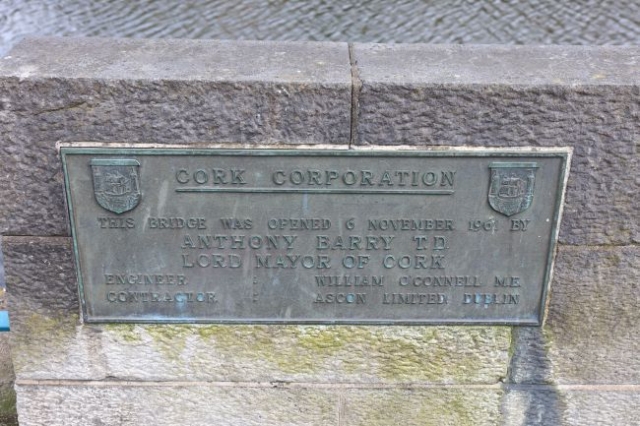 CORK CORPORATION
THIS BRIDGE WAS OPENED 6 NOVEMBER 1961 BY
ANTHONY BARRY T.D.
LORD MAYOR OF CORK
ENGINEER : WILLIAM O'CONNELL M.E.
CONTRACTOR : ASCON LIMITED DUBLIN